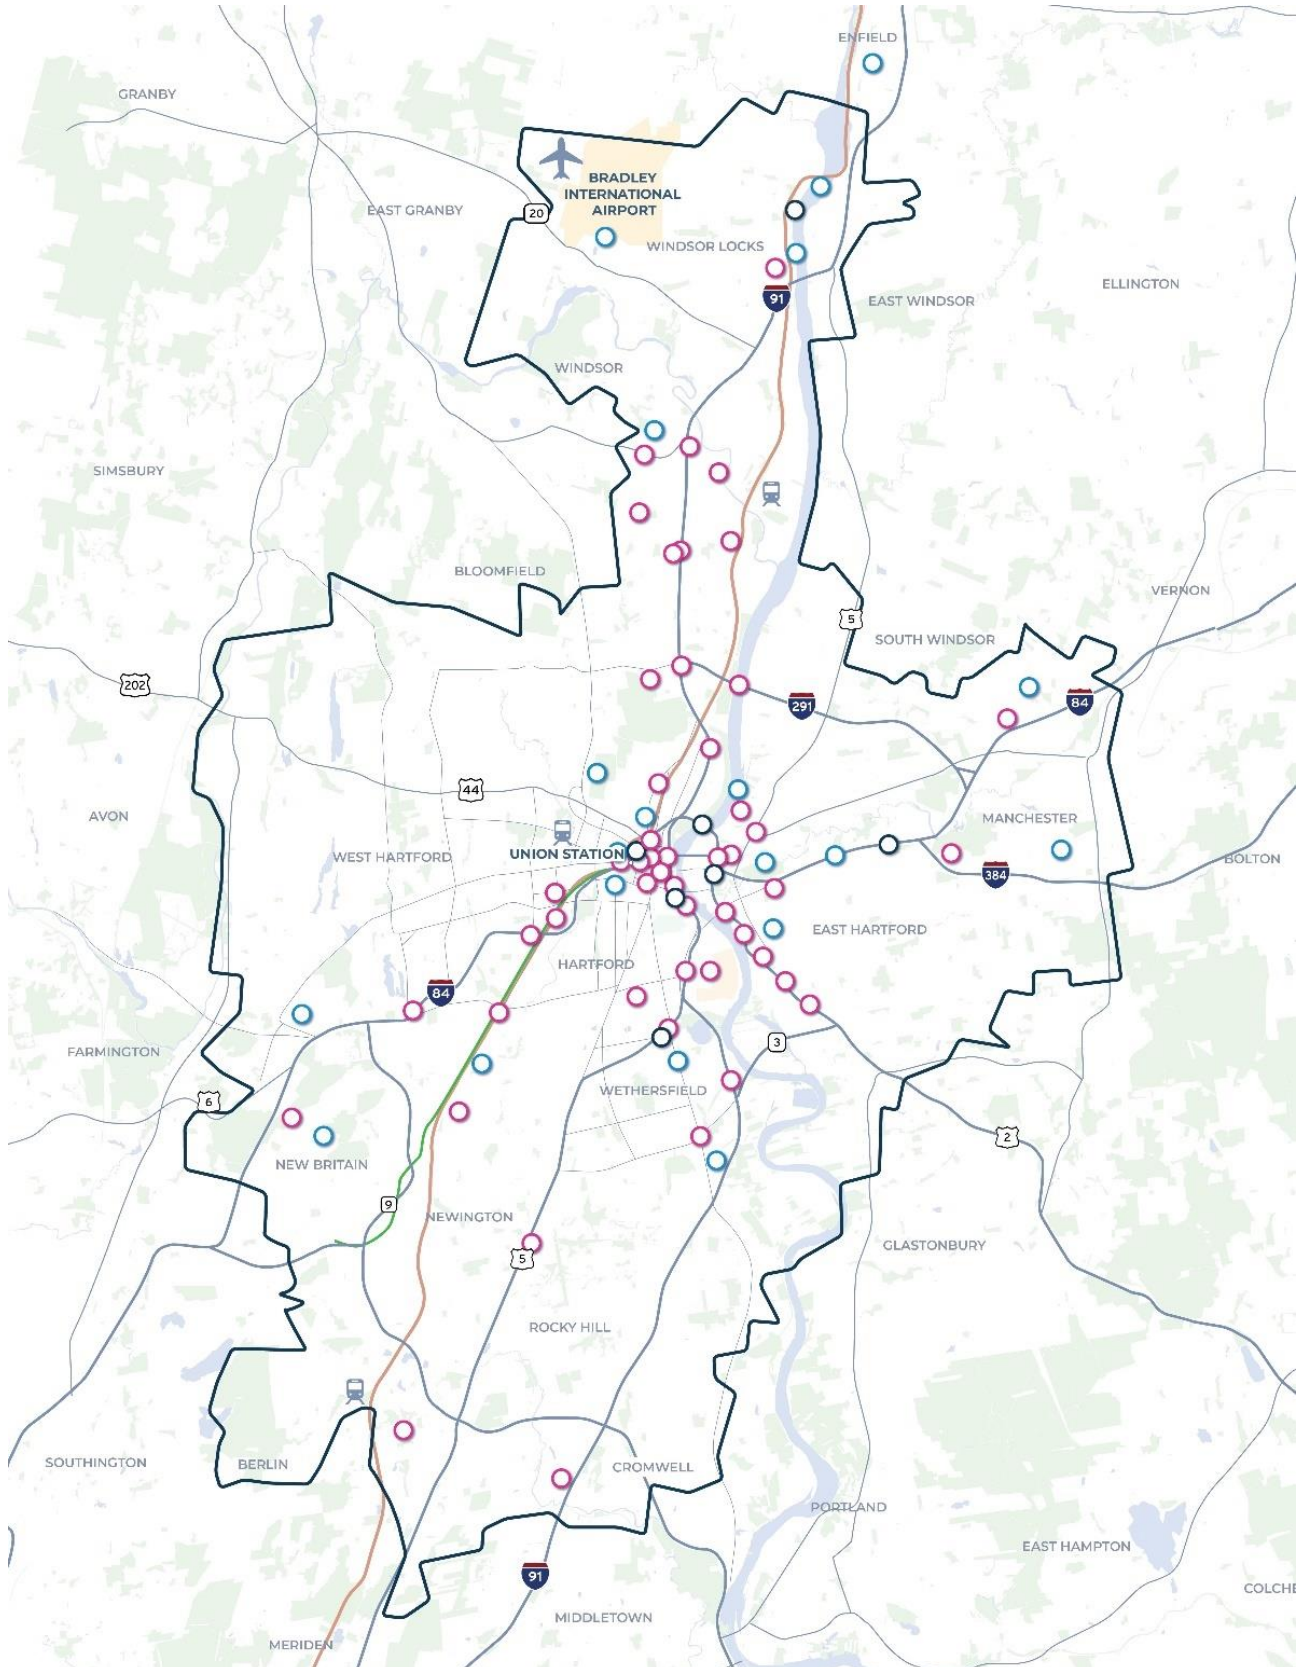 ENFIELD
GRANBY
BRADLEY
INTERNATIONAL
AIRPORT
EAST GRANBY
20
WINDSOR LOCKS
ELLINGTON
91
EAST WINDSOR
WINDSOR
SIMSBURY
BLOOMFIELD
VERNON
5
SOUTH WINDSOR
202
84
291
44
AVON
MANCHESTER
UNION STATION
WEST HARTFORD
BOLTON
384
EAST HARTFORD
HARTFORD
84
FARMINGTON
3
WETHERSFIELD
6
2
NEW BRITAIN
9
NEWINGTON
GLASTONBURY
5
ROCKY HILL
SOUTHINGTON
BERLIN
CROMWELL
PORTLAND
EAST HAMPTON
91
COLCHE
MIDDLETOWN
MERIDEN